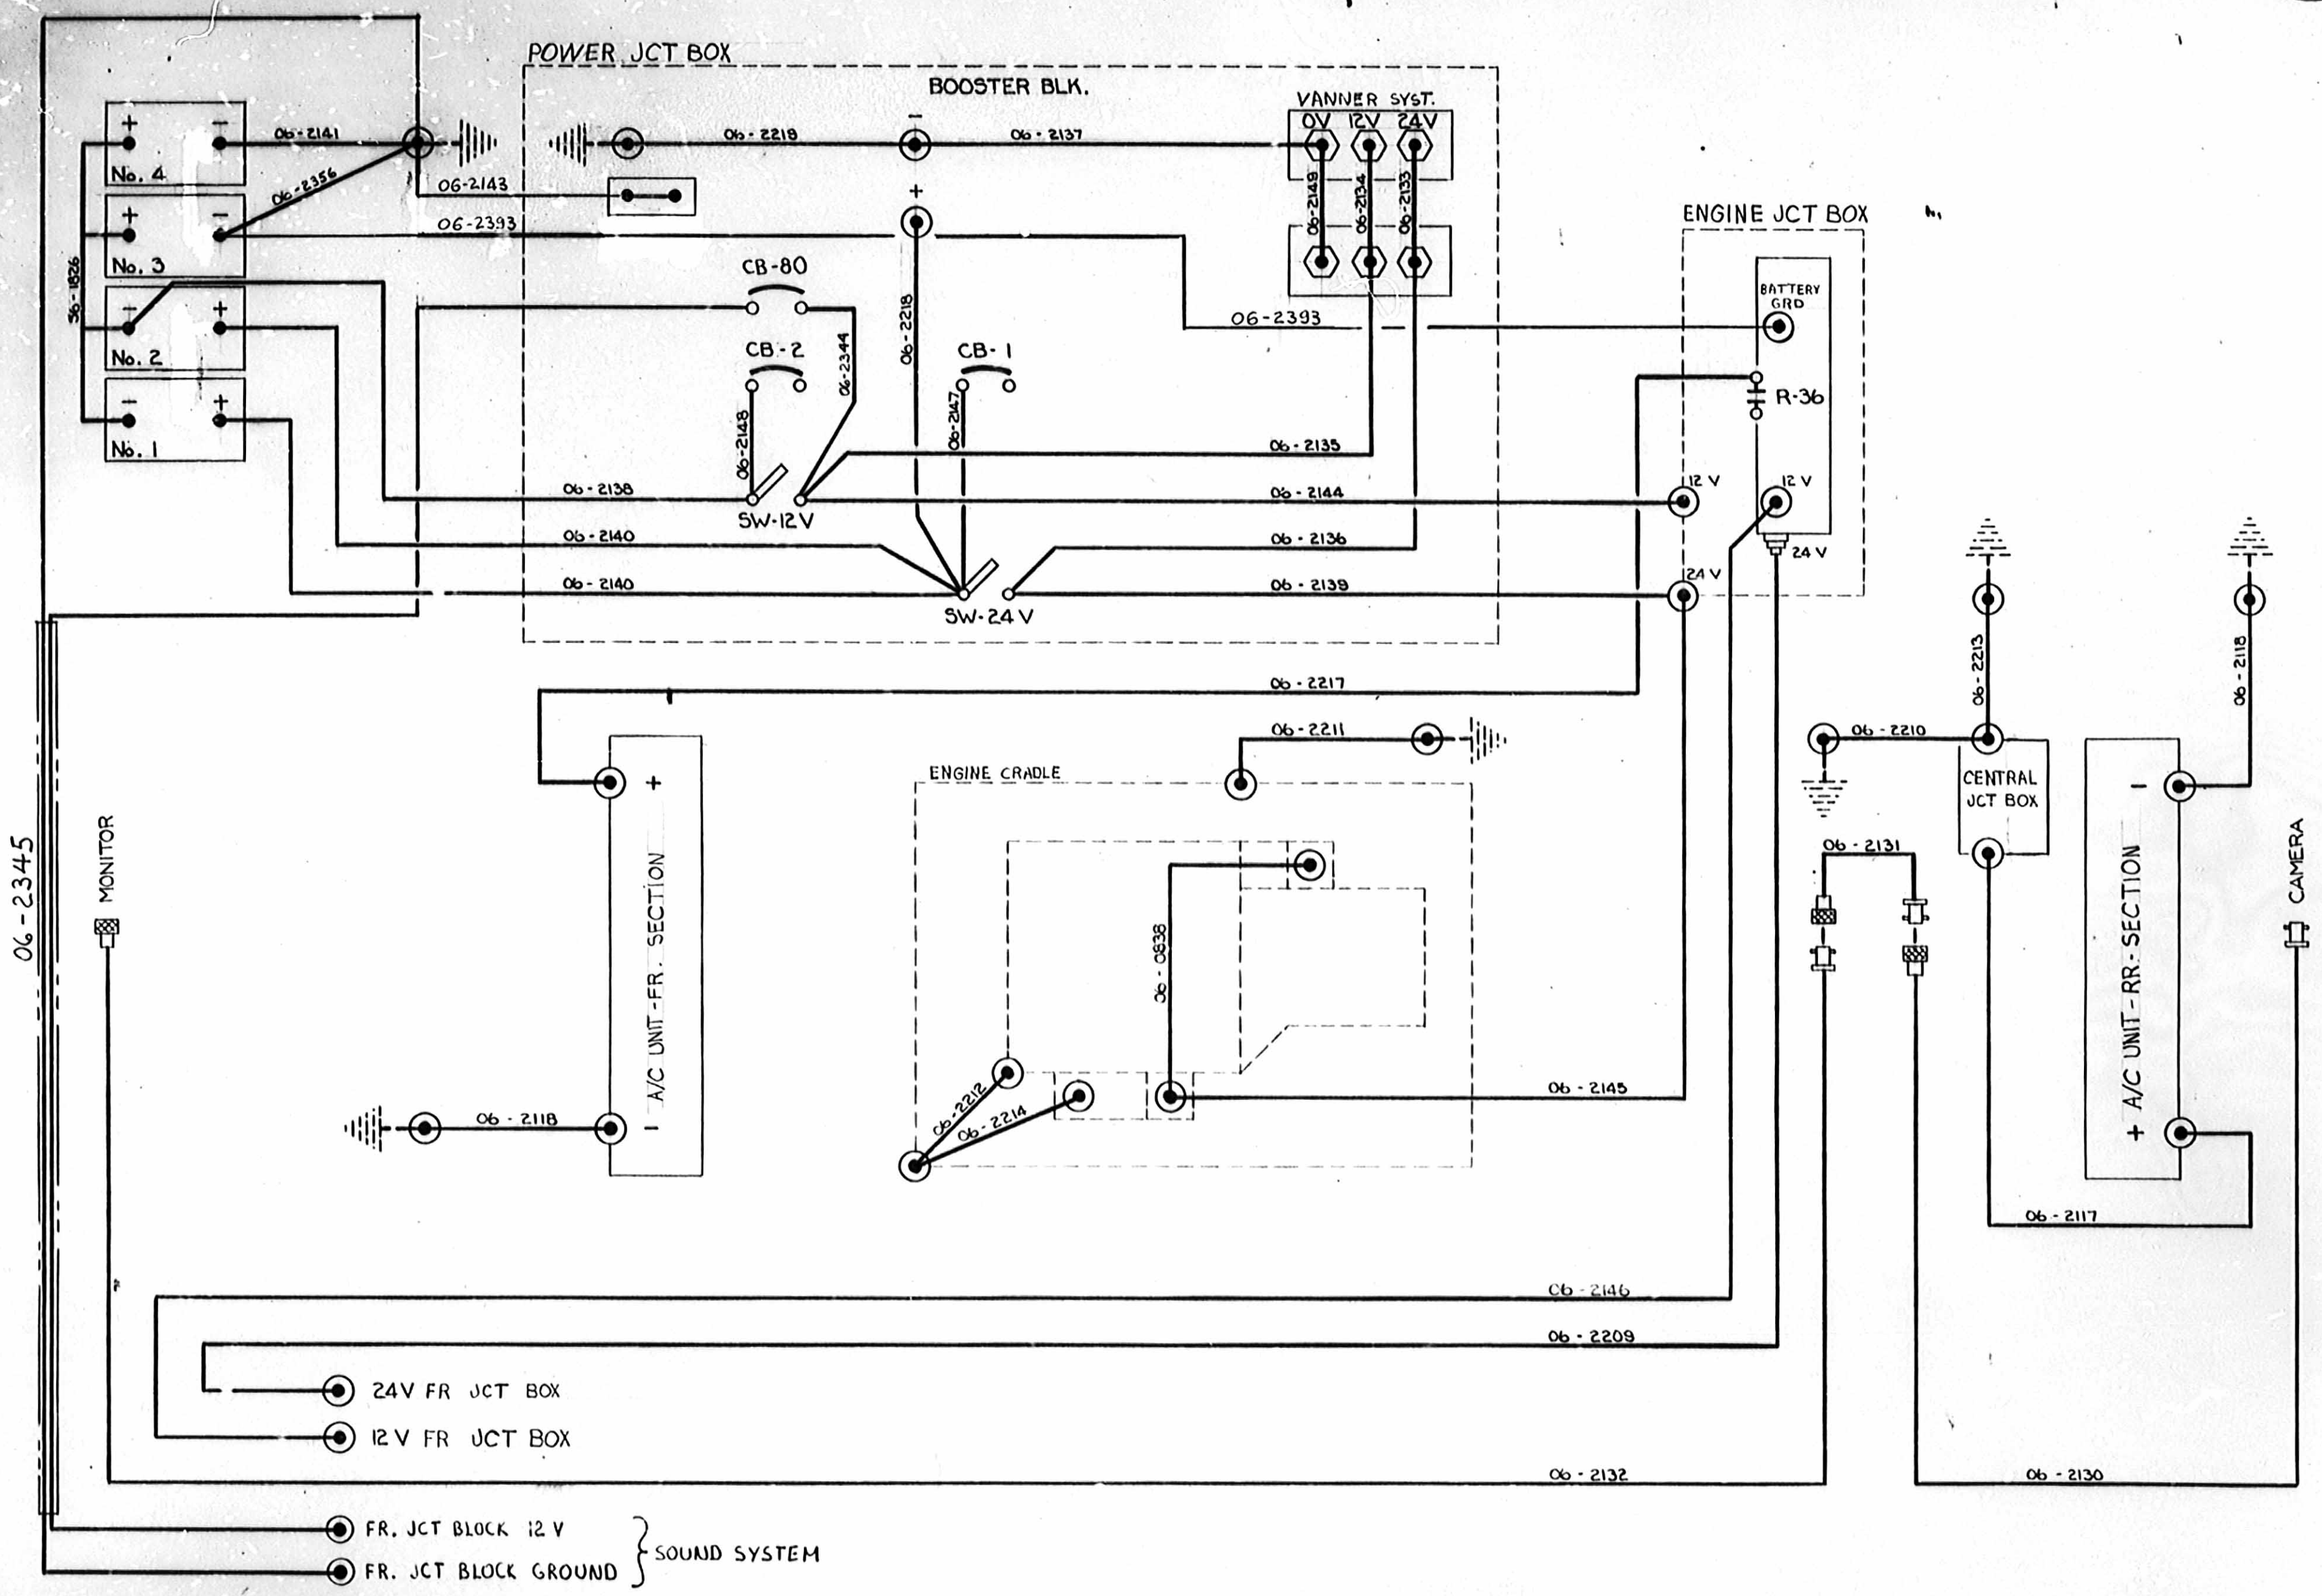 POWER JCT BOX
BOOSTER BLK.
VANNER SYST.
0V 12V 24V
+ -
No. 4
06-2141
06-2219
-
06 - 2137
06-2356
06-2143
+ -
No. 3
06-2393
+
06-2149
06-2134
06-2133
ENGINE JCT BOX
36-1826
- +
No. 2
CB-80
06-2218
06-2393
BATTERY
GRD
- +
No. 1
CB-2
06-2344
CB-1
R-36
06-2148
06-2147
06 - 2135
06 - 2138
SW-12V
06 - 2144
12 V
12 V
06 - 2140
06 - 2136
24 V
06 - 2140
SW-24 V
06 - 2139
24 V
06 - 2213
06 - 2118
06 - 2217
06 - 2211
06 - 2210
ENGINE CRADLE
+
CENTRAL
JCT BOX
-
06-2345
MONITOR
A/C UNIT-FR. SECTION
06 - 0838
06 - 2131
A/C UNIT-RR.-SECTION
CAMERA
06-2212
06-2214
06 - 2145
06 - 2118
-
+
06 - 2117
06 - 2146
06 - 2209
24V FR JCT BOX
12 V FR JCT BOX
06 - 2132
06 - 2130
FR. JCT BLOCK 12 V
FR. JCT BLOCK GROUND
SOUND SYSTEM